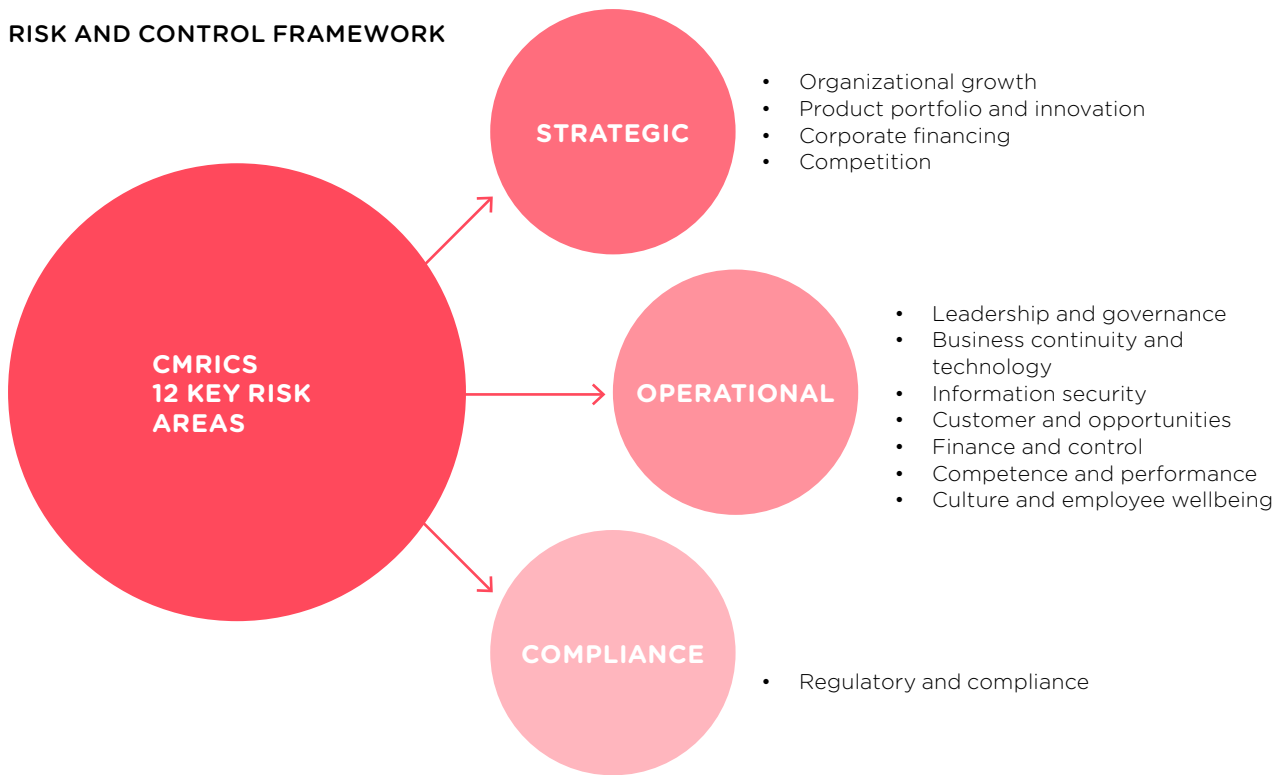 RISK AND CONTROL FRAMEWORK
CMRICS
12 KEY RISK
AREAS
STRATEGIC
• Organizational growth
• Product portfolio and innovation
• Corporate financing
• Competition
OPERATIONAL
• Leadership and governance
• Business continuity and
technology
• Information security
• Customer and opportunities
• Finance and control
• Competence and performance
• Culture and employee wellbeing
COMPLIANCE
• Regulatory and compliance